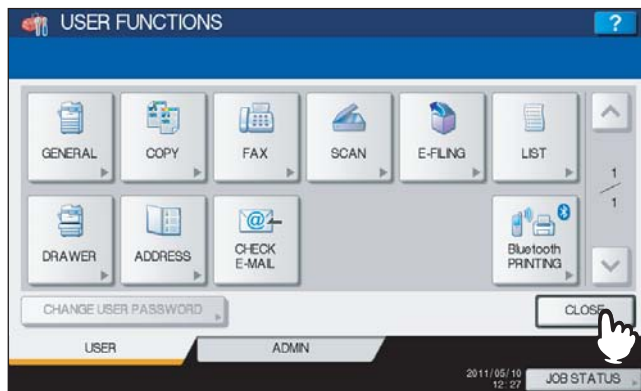 USER FUNCTIONS
?
GENERAL
COPY
FAX
SCAN
E-FILING
LIST
1
1
DRAWER
ADDRESS
@
CHECK
E-MAIL
Bluetooth
PRINTING
CHANGE USER PASSWORD
CLOSE
USER
ADMIN
2011/05/10
12:27
JOB STATUS